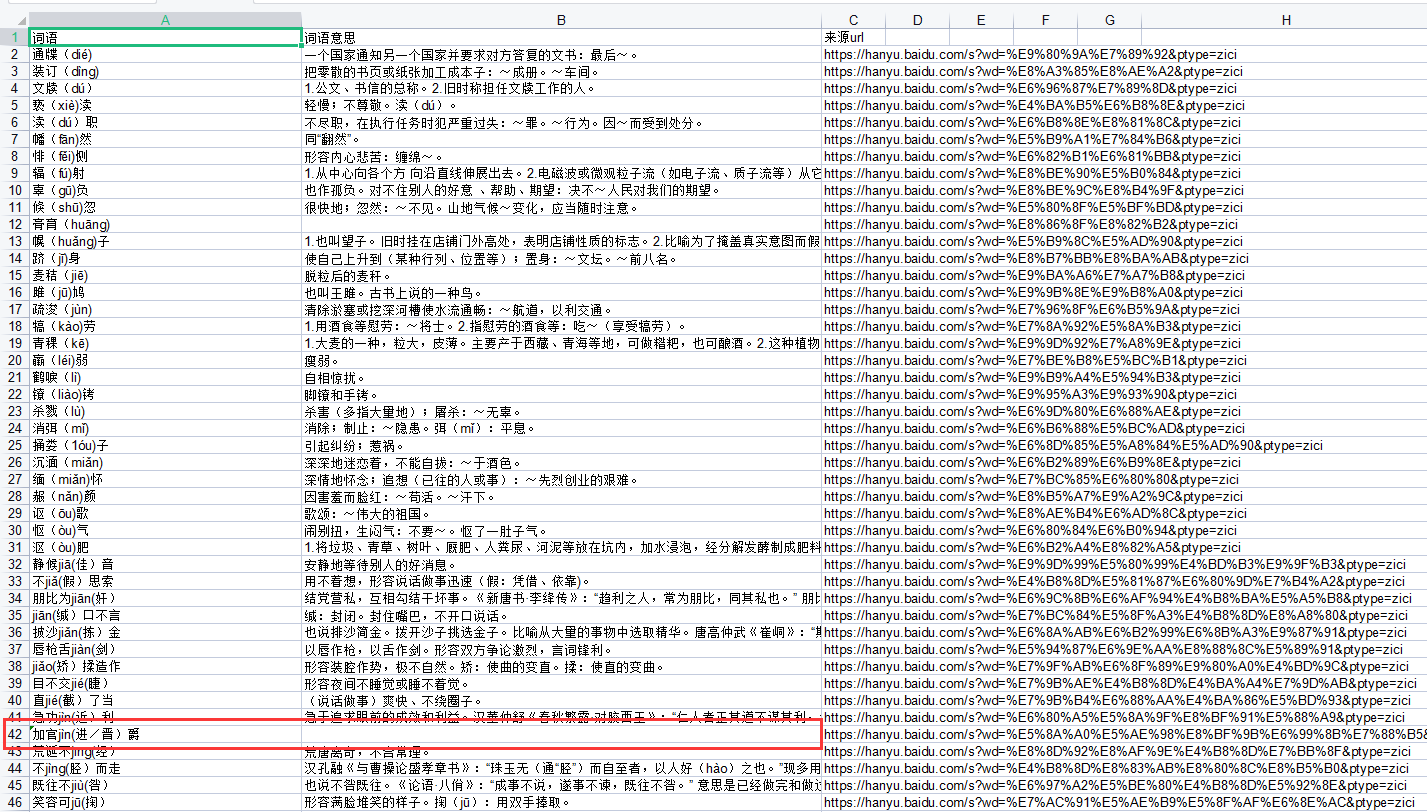 A B C D E F G H
1 词语 词语意思 来源url
2 通牒（dié) 一个国家通知另一个国家并要求对方答复的文书：最后～。 https://hanyu.baidu.com/s?wd=%E9%80%9A%E7%89%92&ptype=zici
3 装订（dìng) 把零散的书页或纸张加工成本子：～成册。～车间。 https://hanyu.baidu.com/s?wd=%E8%A3%85%E8%AE%A2&ptype=zici
4 文牍（dú） 1.公文、书信的总称。2.旧时称担任文牍工作的人。 https://hanyu.baidu.com/s?wd=%E6%96%87%E7%89%8D&ptype=zici
5 亵（xiè)渎 轻慢；不尊敬。渎（dú）。 https://hanyu.baidu.com/s?wd=%E4%BA%B5%E6%B8%8E&ptype=zici
6 渎（dú）职 不尽职，在执行任务时犯严重过失：～罪。～行为。因～而受到处分。 https://hanyu.baidu.com/s?wd=%E6%B8%8E%E8%81%8C&ptype=zici
7 幡（fān)然 同“翻然”。 https://hanyu.baidu.com/s?wd=%E5%B9%A1%E7%84%B6&ptype=zici
8 悱（fěi)恻 形容内心悲苦：缠绵～。 https://hanyu.baidu.com/s?wd=%E6%82%B1%E6%81%BB&ptype=zici
9 辐（fú)射 1.从中心向各个方 向沿直线伸展出去。2.电磁波或微观粒子流（如电子流、质子流等）从它 https://hanyu.baidu.com/s?wd=%E8%BE%90%E5%B0%84&ptype=zici
10 辜（gū)负 也作孤负。对不住别人的好意 、帮助、期望：决不～人民对我们的期望。 https://hanyu.baidu.com/s?wd=%E8%BE%9C%E8%B4%9F&ptype=zici
11 倏（shū)忽 很快地；忽然：～不见。山地气候～变化，应当随时注意。 https://hanyu.baidu.com/s?wd=%E5%80%8F%E5%BF%BD&ptype=zici
12 膏肓（huāng) https://hanyu.baidu.com/s?wd=%E8%86%8F%E8%82%B2&ptype=zici
13 幌（huǎng)子 1.也叫望子。旧时挂在店铺门外高处，表明店铺性质的标志。2.比喻为了掩盖真实意图而假 https://hanyu.baidu.com/s?wd=%E5%B9%8C%E5%AD%90&ptype=zici
14 跻（jī)身 使自己上升到（某种行列、位置等）；置身：～文坛。～前八名。 https://hanyu.baidu.com/s?wd=%E8%B7%BB%E8%BA%AB&ptype=zici
15 麦秸（jiē) 脱粒后的麦秆。 https://hanyu.baidu.com/s?wd=%E9%BA%A6%E7%A7%B8&ptype=zici
16 雎（jū)鸠 也叫王雎。古书上说的一种鸟。 https://hanyu.baidu.com/s?wd=%E9%9B%8E%E9%B8%A0&ptype=zici
17 疏浚（jùn) 清除淤塞或挖深河槽使水流通畅：～航道，以利交通。 https://hanyu.baidu.com/s?wd=%E7%96%8F%E6%B5%9A&ptype=zici
18 犒（kào)劳 1.用酒食等慰劳：～将士。2.指慰劳的酒食等：吃～（享受犒劳）。 https://hanyu.baidu.com/s?wd=%E7%8A%92%E5%8A%B3&ptype=zici
19 青稞（kē) 1.大麦的一种，粒大，皮薄。主要产于西藏、青海等地，可做糌粑，也可酿酒。2.这种植物 https://hanyu.baidu.com/s?wd=%E9%9D%92%E7%A8%9E&ptype=zici
20 羸（léi)弱 瘦弱。 https://hanyu.baidu.com/s?wd=%E7%BE%B8%E5%BC%B1&ptype=zici
21 鹤唳（lì) 自相惊扰。 https://hanyu.baidu.com/s?wd=%E9%B9%A4%E5%94%B3&ptype=zici
22 镣（liào)铐 脚镣和手铐。 https://hanyu.baidu.com/s?wd=%E9%95%A3%E9%93%90&ptype=zici
23 杀戮（lù) 杀害（多指大量地）；屠杀：～无辜。 https://hanyu.baidu.com/s?wd=%E6%9D%80%E6%88%AE&ptype=zici
24 消弭（mǐ) 消除；制止：～隐患。弭（mǐ）：平息。 https://hanyu.baidu.com/s?wd=%E6%B6%88%E5%BC%AD&ptype=zici
25 捅娄（1óu)子 引起纠纷；惹祸。 https://hanyu.baidu.com/s?wd=%E6%8D%85%E5%A8%84%E5%AD%90&ptype=zici
26 沉湎（miǎn) 深深地迷恋着，不能自拔：～于酒色。 https://hanyu.baidu.com/s?wd=%E6%B2%89%E6%B9%8E&ptype=zici
27 缅（miǎn)怀 深情地怀念；追想（已往的人或事）：～先烈创业的艰难。 https://hanyu.baidu.com/s?wd=%E7%BC%85%E6%80%80&ptype=zici
28 赧（nǎn)颜 因害羞而脸红：～苟活。～汗下。 https://hanyu.baidu.com/s?wd=%E8%B5%A7%E9%A2%9C&ptype=zici
29 讴（ōu)歌 歌颂：～伟大的祖国。 https://hanyu.baidu.com/s?wd=%E8%AE%B4%E6%AD%8C&ptype=zici
30 怄（òu)气 闹别扭，生闷气：不要～。怄了一肚子气。 https://hanyu.baidu.com/s?wd=%E6%80%84%E6%B0%94&ptype=zici
31 沤（òu)肥 1.将垃圾、青草、树叶、厩肥、人粪尿、河泥等放在坑内，加水浸泡，经分解发酵制成肥料 https://hanyu.baidu.com/s?wd=%E6%B2%A4%E8%82%A5&ptype=zici
32 静候jiā(佳）音 安静地等待别人的好消息。 https://hanyu.baidu.com/s?wd=%E9%9D%99%E5%80%99%E4%BD%B3%E9%9F%B3&ptype=zici
33 不jiǎ(假）思索 用不着想，形容说话做事迅速（假：凭借、依靠)。 https://hanyu.baidu.com/s?wd=%E4%B8%8D%E5%81%87%E6%80%9D%E7%B4%A2&ptype=zici
34 朋比为jiān(奸） 结党营私，互相勾结干坏事。《新唐书·李绛传》：“趋利之人，常为朋比，同其私也。” 朋比 https://hanyu.baidu.com/s?wd=%E6%9C%8B%E6%AF%94%E4%B8%BA%E5%A5%B8&ptype=zici
35 jiān(缄）口不言 缄：封闭。封住嘴巴，不开口说话。 https://hanyu.baidu.com/s?wd=%E7%BC%84%E5%8F%A3%E4%B8%8D%E8%A8%80&ptype=zici
36 披沙jiǎn(拣）金 也说排沙简金。拨开沙子挑选金子。比喻从大量的事物中选取精华。唐高仲武《崔峒》：“斯 https://hanyu.baidu.com/s?wd=%E6%8A%AB%E6%B2%99%E6%8B%A3%E9%87%91&ptype=zici
37 唇枪舌jiàn(剑） 以唇作枪，以舌作剑。形容双方争论激烈，言词锋利。 https://hanyu.baidu.com/s?wd=%E5%94%87%E6%9E%AA%E8%88%8C%E5%89%91&ptype=zici
38 jiǎo(矫）揉造作 形容装腔作势，极不自然。矫：使曲的变直。揉：使直的变曲。 https://hanyu.baidu.com/s?wd=%E7%9F%AB%E6%8F%89%E9%80%A0%E4%BD%9C&ptype=zici
39 目不交jié(睫） 形容夜间不睡觉或睡不着觉。 https://hanyu.baidu.com/s?wd=%E7%9B%AE%E4%B8%8D%E4%BA%A4%E7%9D%AB&ptype=zici
40 直jié(截）了当 （说话做事）爽快、不绕圈子。 https://hanyu.baidu.com/s?wd=%E7%9B%B4%E6%88%AA%E4%BA%86%E5%BD%93&ptype=zici
41 急功jìn(近）利 急于追求眼前的成效和利益。汉董仲舒《春秋繁露·对胶西王》：“仁人者正其道不谋其利， https://hanyu.baidu.com/s?wd=%E6%80%A5%E5%8A%9F%E8%BF%91%E5%88%A9&ptype=zici
42 加官jìn(进／晋）爵 https://hanyu.baidu.com/s?wd=%E5%8A%A0%E5%AE%98%E8%BF%9B%E6%99%8B%E7%88%B5&
43 荒诞不jīng(经） 荒唐离奇，不合常理。 https://hanyu.baidu.com/s?wd=%E8%8D%92%E8%AF%9E%E4%B8%8D%E7%BB%8F&ptype=zici
44 不jìng(胫）而走 汉孔融《与曹操论盛孝章书》：“珠玉无（通“胫”）而自至者，以人好（hào）之也。”现多用 https://hanyu.baidu.com/s?wd=%E4%B8%8D%E8%83%AB%E8%80%8C%E8%B5%B0&ptype=zici
45 既往不jiù(咎） 也说不咎既往。《论语·八佾》：“成事不说，遂事不谏，既往不咎。” 意思是已经做完和做过 https://hanyu.baidu.com/s?wd=%E6%97%A2%E5%BE%80%E4%B8%8D%E5%92%8E&ptype=zici
46 笑容可jū(掬） 形容满脸堆笑的样子。掬（jū）：用双手捧取。 https://hanyu.baidu.com/s?wd=%E7%AC%91%E5%AE%B9%E5%8F%AF%E6%8E%AC&ptype=zici